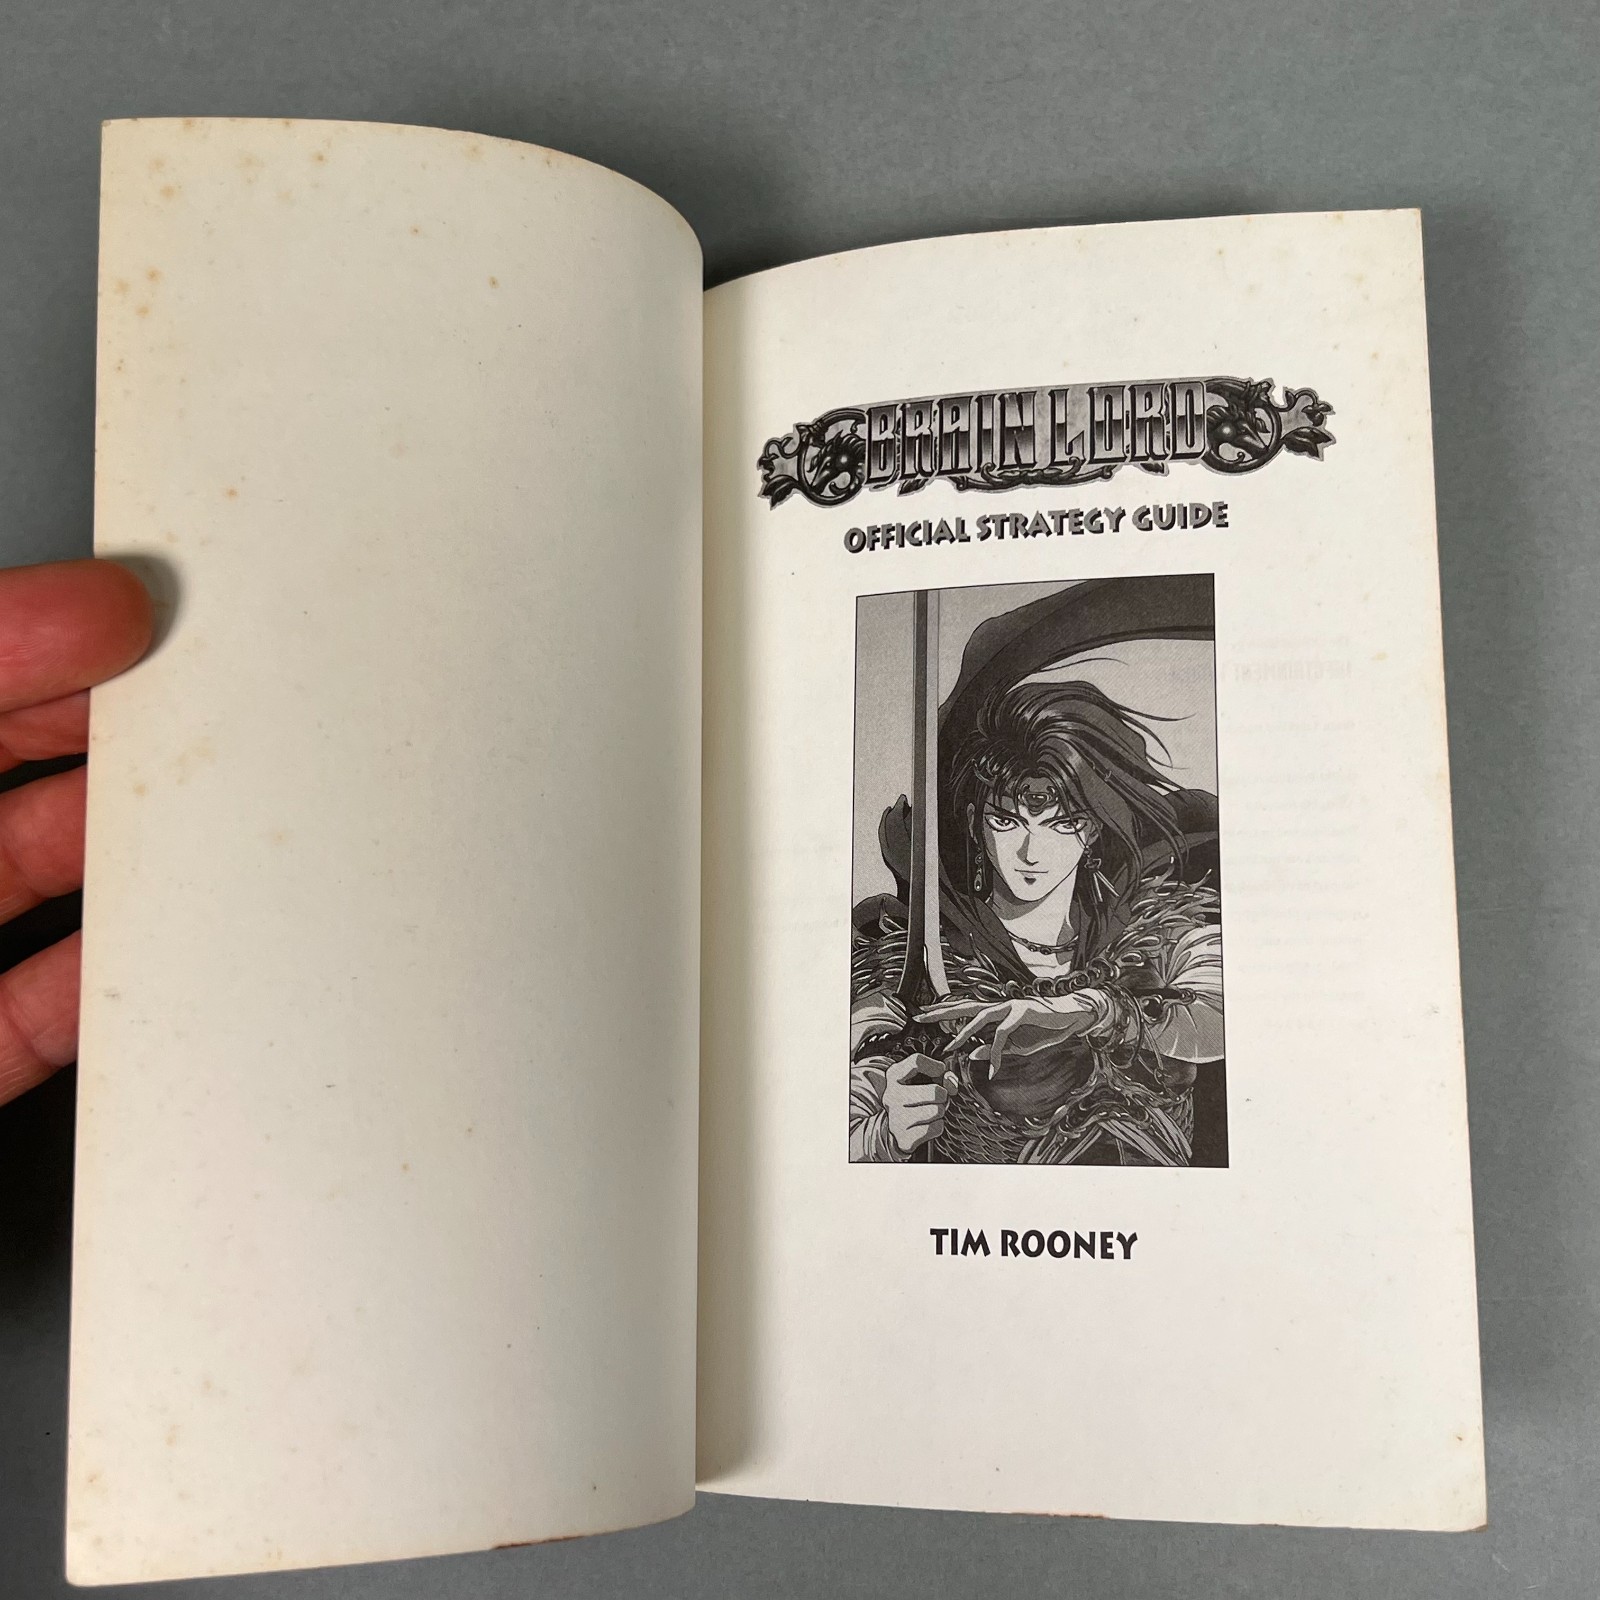 BRAIN LORD
OFFICIAL STRATEGY GUIDE
TIM ROONEY